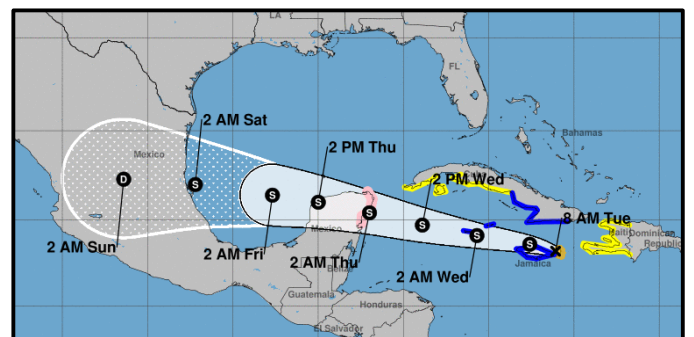 LA
FL
2 AM Sat
Mexico
Bahamas
2 PM Thu
2 PM Wed
8 AM Tue
D
S
S
S
S
S
S
S
2 AM Sun
2 AM Fri
Mexico
2 AM Thu
Belize
2 AM Wed
Jamaica
Haiti
Dominican
Republic
Guatemala
Honduras
El Salvador